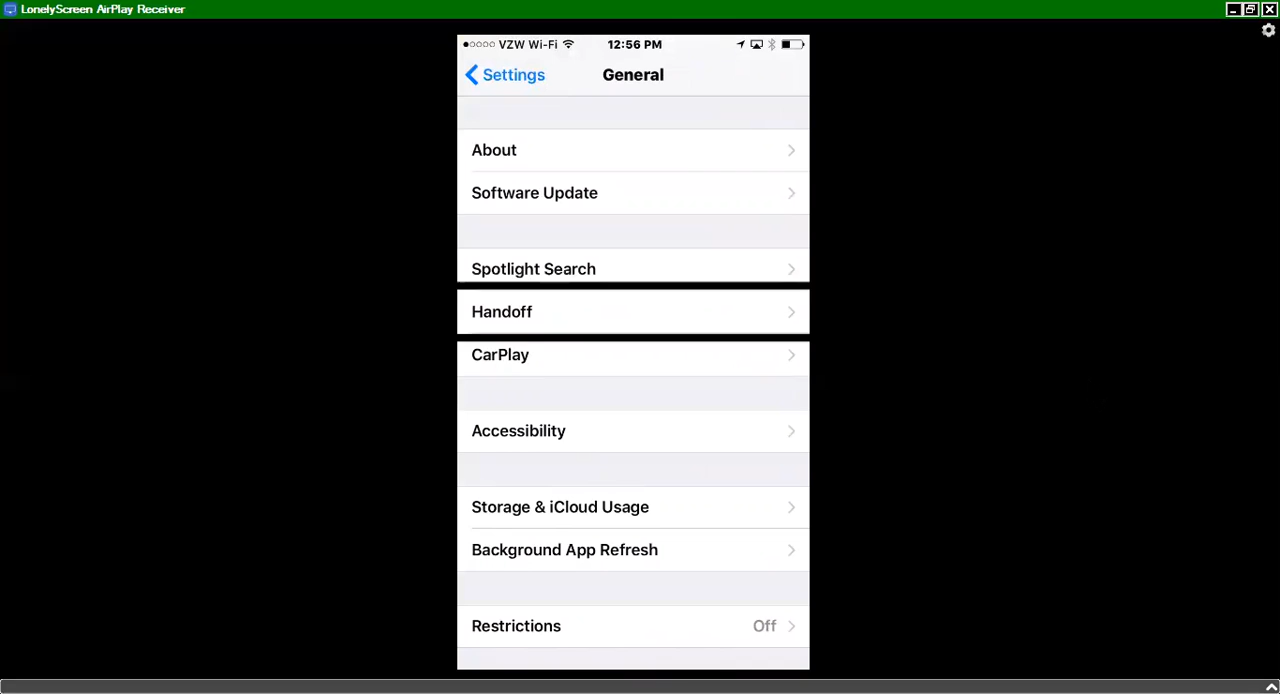 LonelyScreen AirPlay Receiver
VZW Wi-Fi 12:56 PM
Settings General
About
Software Update
Spotlight Search
Handoff
CarPlay
Accessibility
Storage & iCloud Usage
Background App Refresh
Restrictions Off